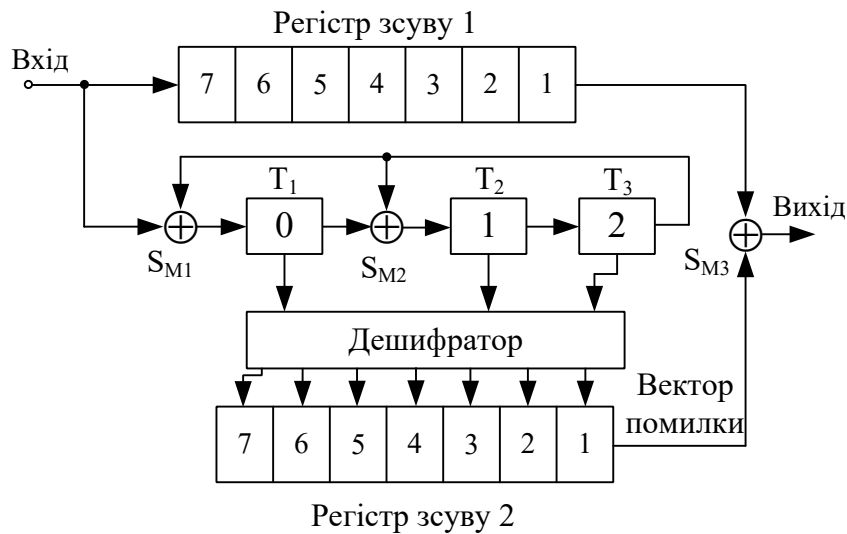 Регістр зсуву 1
Вхід
7 6 5 4 3 2 1
T1 T2 T3
0 1 2
SM1 SM2 SM3
Вихід
Дешифратор
Вектор
помилки
7 6 5 4 3 2 1
Регістр зсуву 2